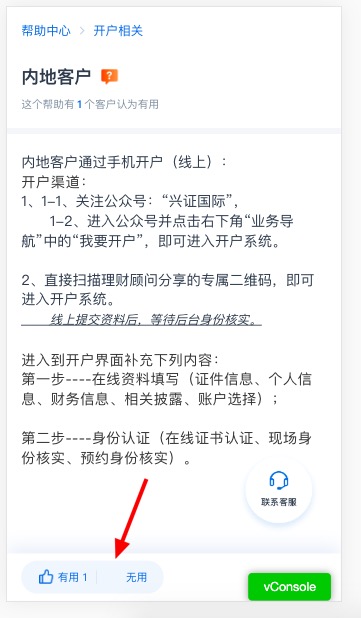 帮助中心 > 开户相关
内地客户 ?
这个帮助有1个客户认为有用
内地客户通过手机开户（线上）：
开户渠道：
1、1-1、关注公众号：“兴证国际”，
1-2、进入公众号并点击右下角“业务导
航”中的“我要开户”，即可进入开户系统。
2、直接扫描理财顾问分享的专属二维码，即可
进入开户系统。
线上提交资料后，等待后台身份核实。
进入到开户界面补充下列内容：
第一步----在线资料填写（证件信息、个人信
息、财务信息、相关披露、账户选择）；
第二步----身份认证（在线证书认证、现场身
份核实、预约身份核实）。
联系客服
有用 1 无用
vConsole